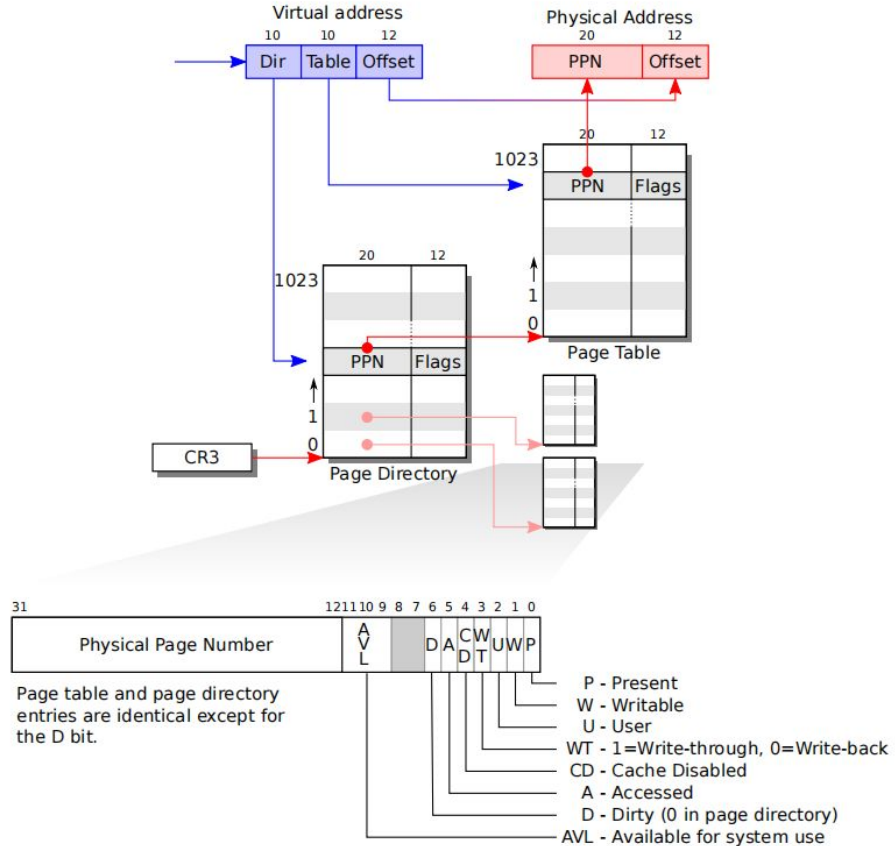 Virtual address
Physical Address
10 10 12
20 12
Dir Table Offset
PPN Offset
20 12
1023
PPN Flags
1
0
Page Table
20 12
1023
PPN Flags
1
0
Page Directory
CR3
31 12 11 10 9 8 7 6 5 4 3 2 1 0
Physical Page Number
AVL
D
A
CD
WT
U
W
P
Page table and page directory
entries are identical except for
the D bit.
P - Present
W - Writable
U - User
WT - 1=Write-through, 0=Write-back
CD - Cache Disabled
A - Accessed
D - Dirty (0 in page directory)
AVL - Available for system use